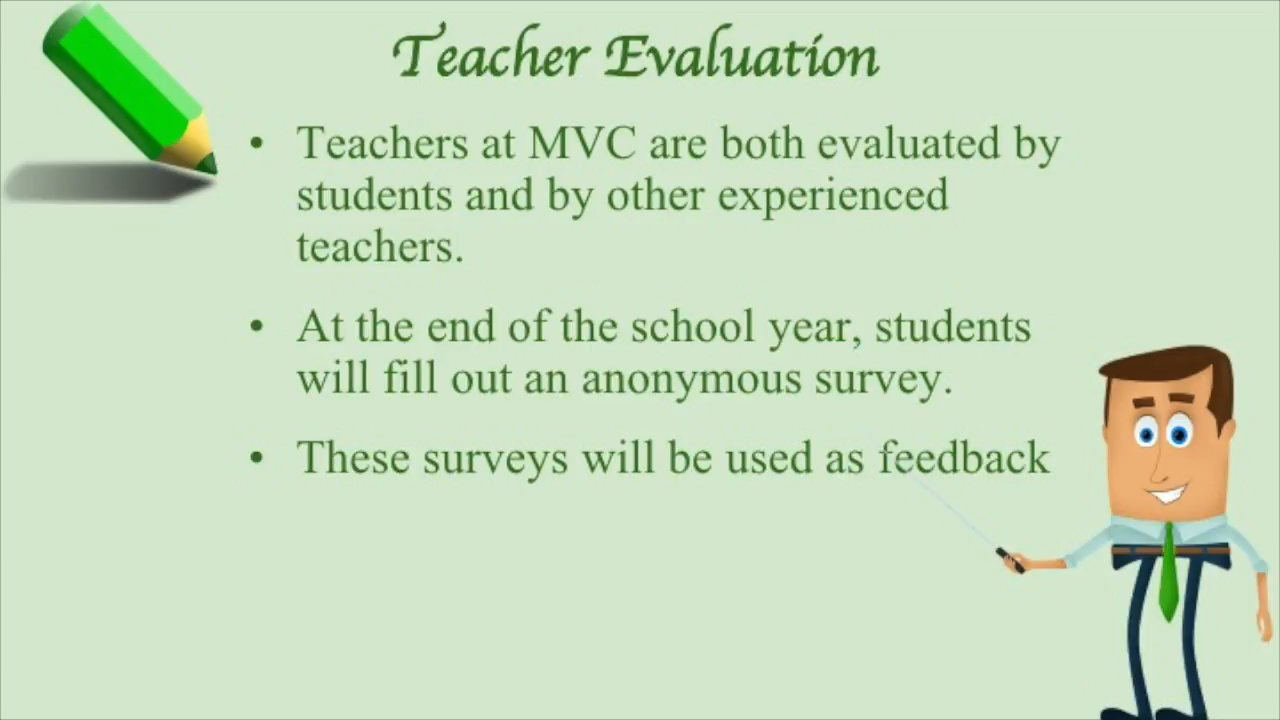 Teacher Evaluation
• Teachers at MVC are both evaluated by
students and by other experienced
teachers.
• At the end of the school year, students
will fill out an anonymous survey.
• These surveys will be used as feedback